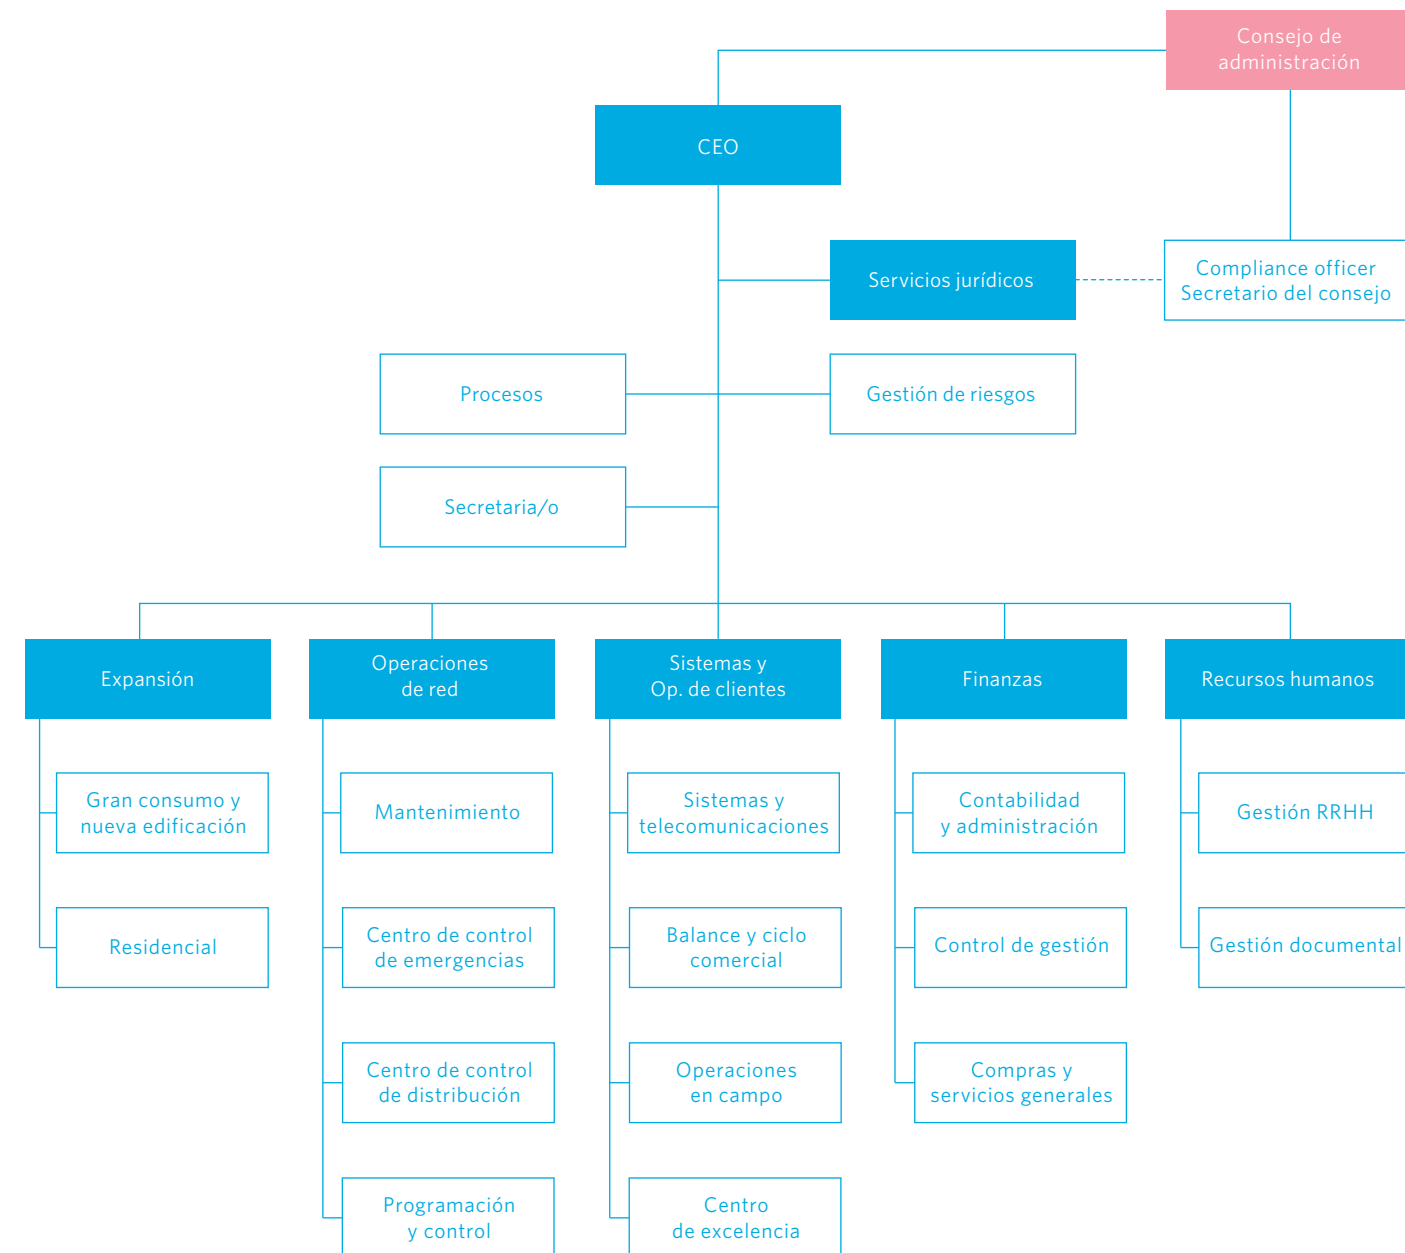 Consejo de
administración
CEO
Servicios jurídicos
Compliance officer
Secretario del consejo
Procesos
Gestión de riesgos
Secretaria/o
Expansión
Operaciones
de red
Sistemas y
Op. de clientes
Finanzas
Recursos humanos
Gran consumo y
nueva edificación
Mantenimiento
Sistemas y
telecomunicaciones
Contabilidad
y administración
Gestión RRHH
Residencial
Centro de control
de emergencias
Balance y ciclo
comercial
Control de gestión
Gestión documental
Centro de control
de distribución
Operaciones
en campo
Compras y
servicios generales
Programación
y control
Centro
de excelencia